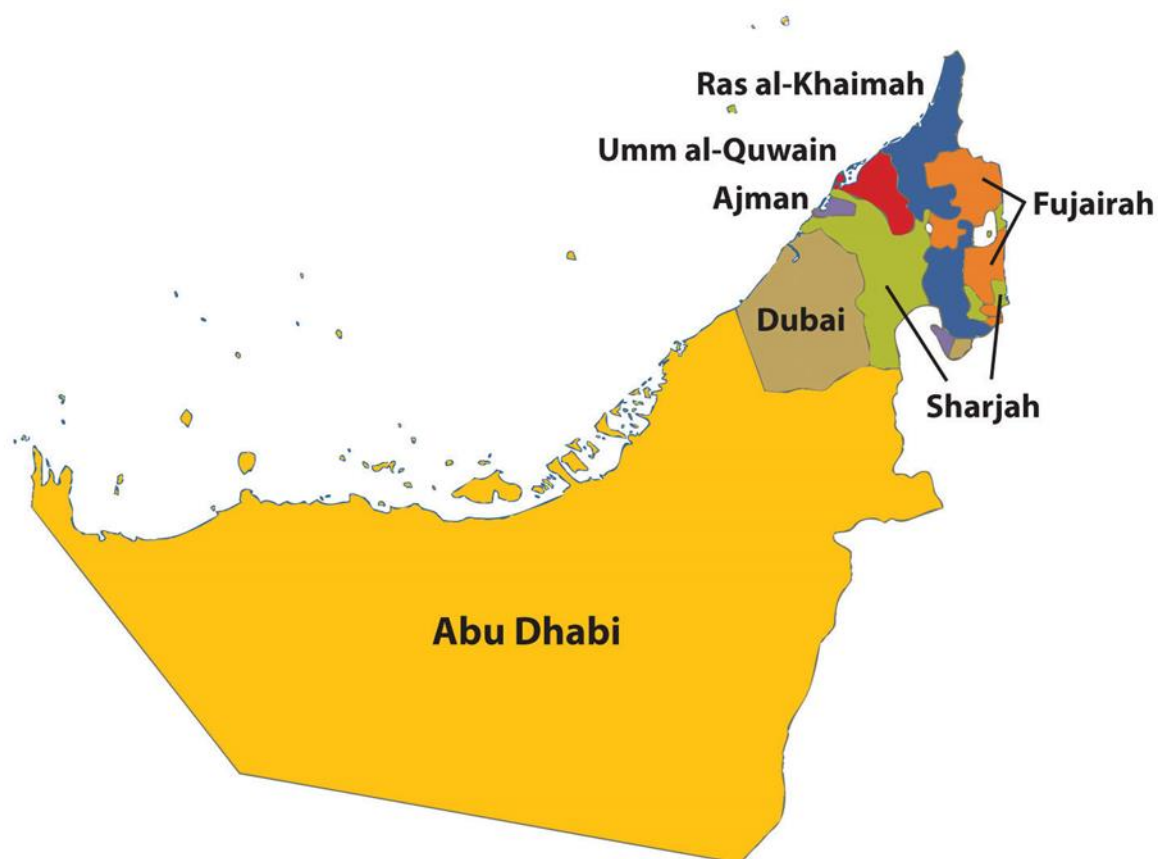 Ras al-Khaimah
Umm al-Quwain
Ajman
Fujairah
Dubai
Sharjah
Abu Dhabi